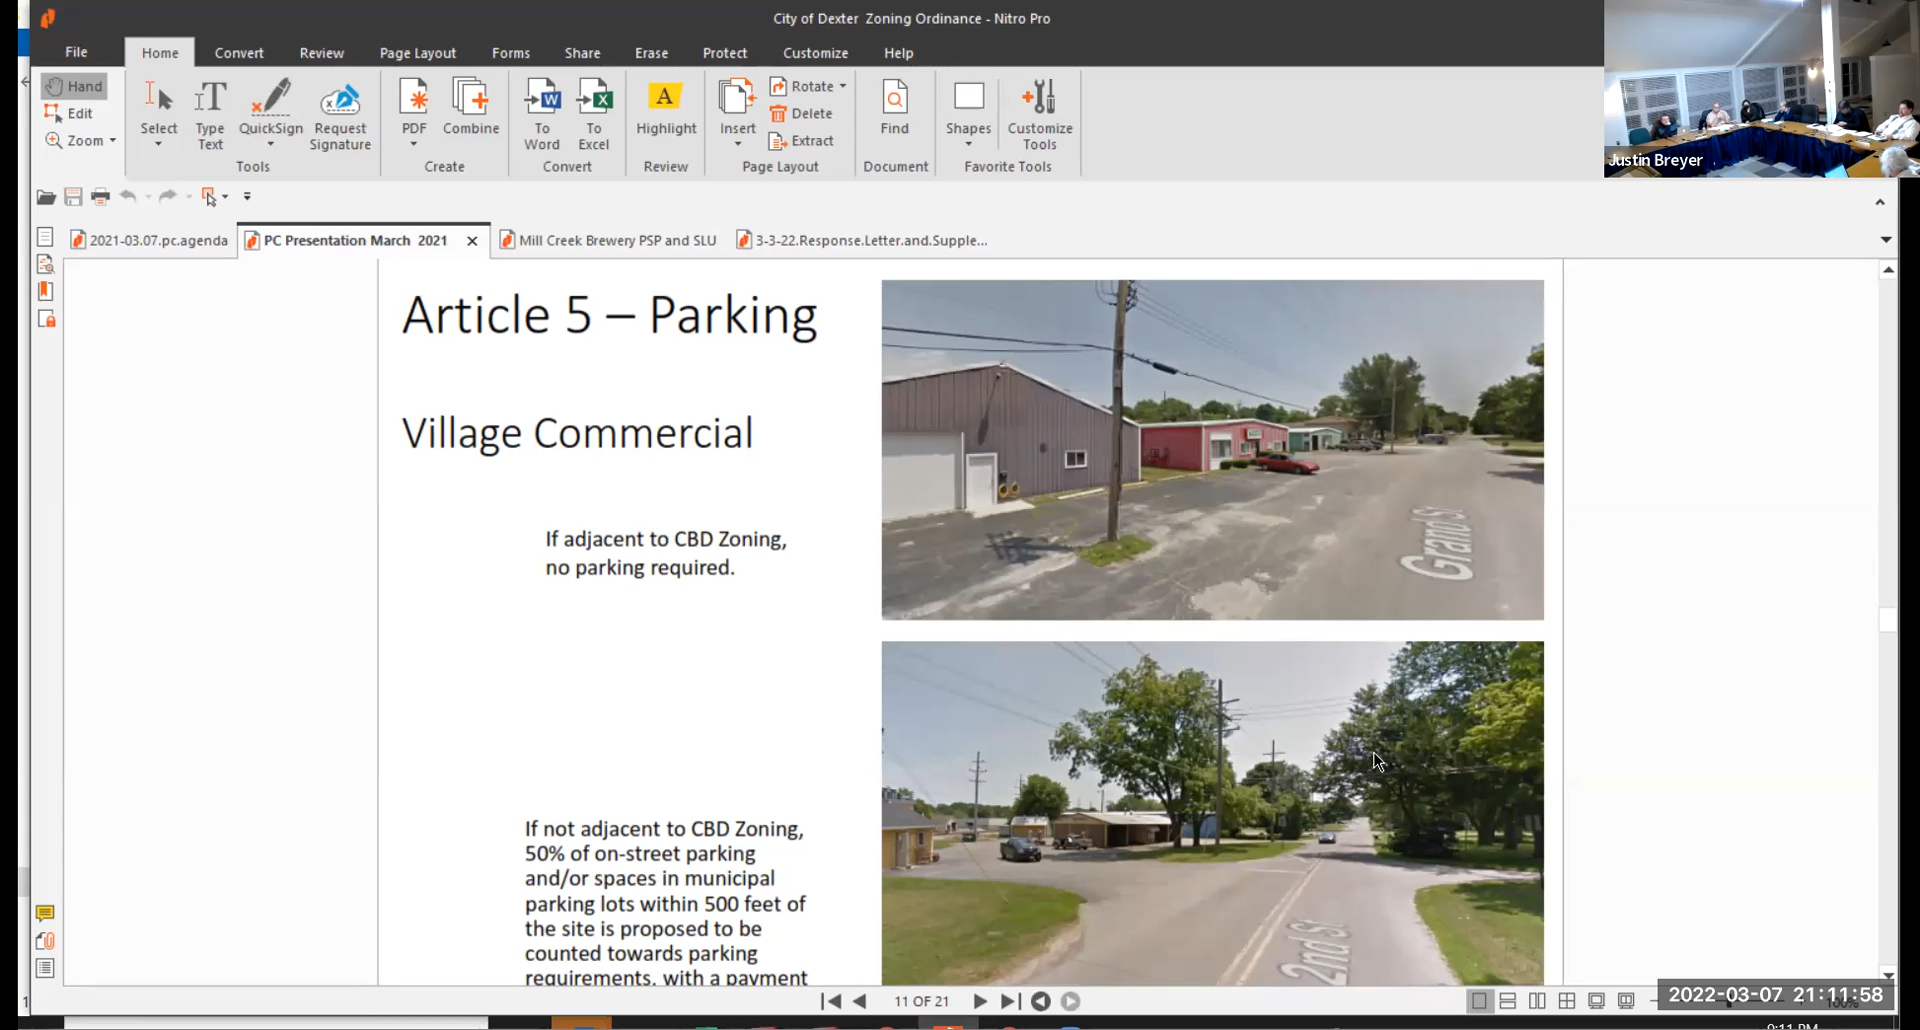 City of Dexter Zoning Ordinance - Nitro Pro
File
Home
Convert
Review
Page Layout
Forms
Share
Erase
Protect
Customize
Help
Hand
Edit
Zoom
Select
Type Text
QuickSign
Request Signature
Tools
PDF
Combine
Create
To Word
To Excel
Convert
Highlight
Review
Insert
Rotate
Delete
Extract
Page Layout
Find
Document
Shapes
Customize Tools
Favorite Tools
Justin Breyer
2021-03.07.pc.agenda
PC Presentation March 2021
Mill Creek Brewery PSP and SLU
3-3-22.Response.Letter.and.Supple...
Article 5 – Parking
Village Commercial
If adjacent to CBD Zoning,
no parking required.
Grand St
If not adjacent to CBD Zoning,
50% of on-street parking
and/or spaces in municipal
parking lots within 500 feet of
the site is proposed to be
counted towards parking
requirements, with a payment
2nd St
11 OF 21
2022-03-07 21:11:58
9:11 PM